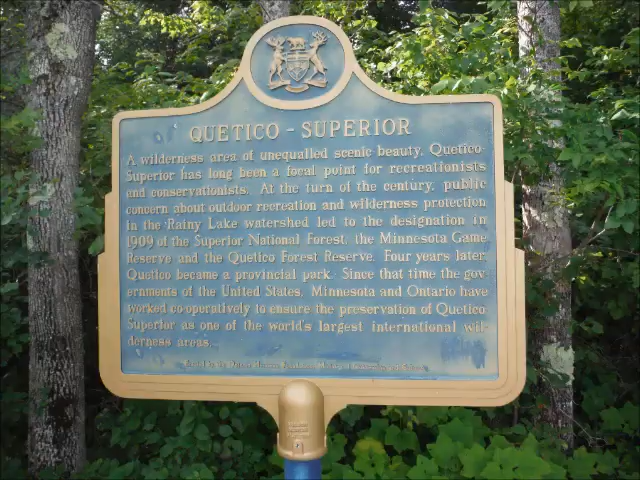 QUETICO - SUPERIOR
A wilderness area of unequalled scenic beauty, Quetico-
Superior has long been a focal point for recreationists
and conservationists. At the turn of the century, public
concern about outdoor recreation and wilderness protection
in the Rainy Lake watershed led to the designation in
1909 of the Superior National Forest, the Minnesota Game
Reserve and the Quetico Forest Reserve. Four years later
Quetico became a provincial park. Since that time the gov-
ernments of the United States, Minnesota and Ontario have
worked co-operatively to ensure the preservation of Quetico-
Superior as one of the world's largest international wil-
derness areas.